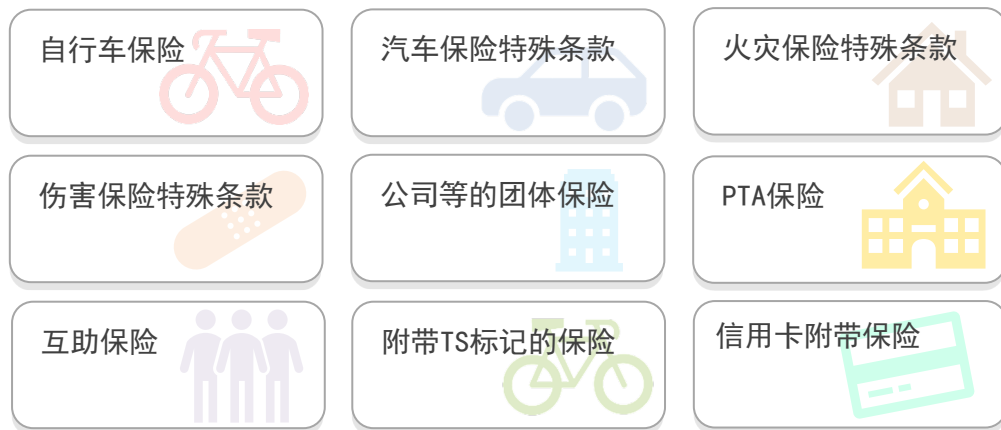 自行车保险
汽车保险特殊条款
火灾保险特殊条款
伤害保险特殊条款
公司等的团体保险
PTA保险
互助保险
附带TS标记的保险
信用卡附带保险